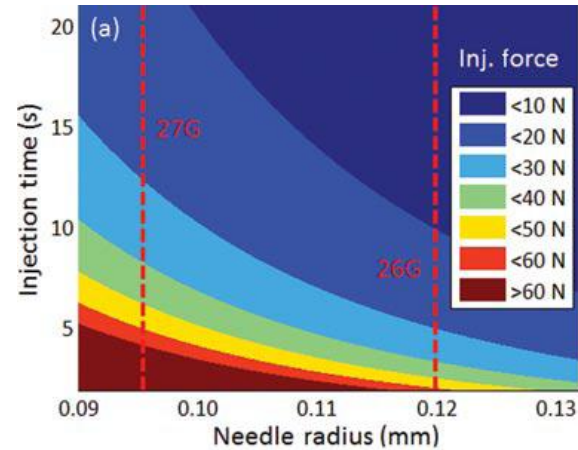 (a)
20
15
10
5
Injection time (s)
27G
26G
Inj. force
<10 N
<20 N
<30 N
<40 N
<50 N
<60 N
>60 N
0.09 0.10 0.11 0.12 0.13
Needle radius (mm)